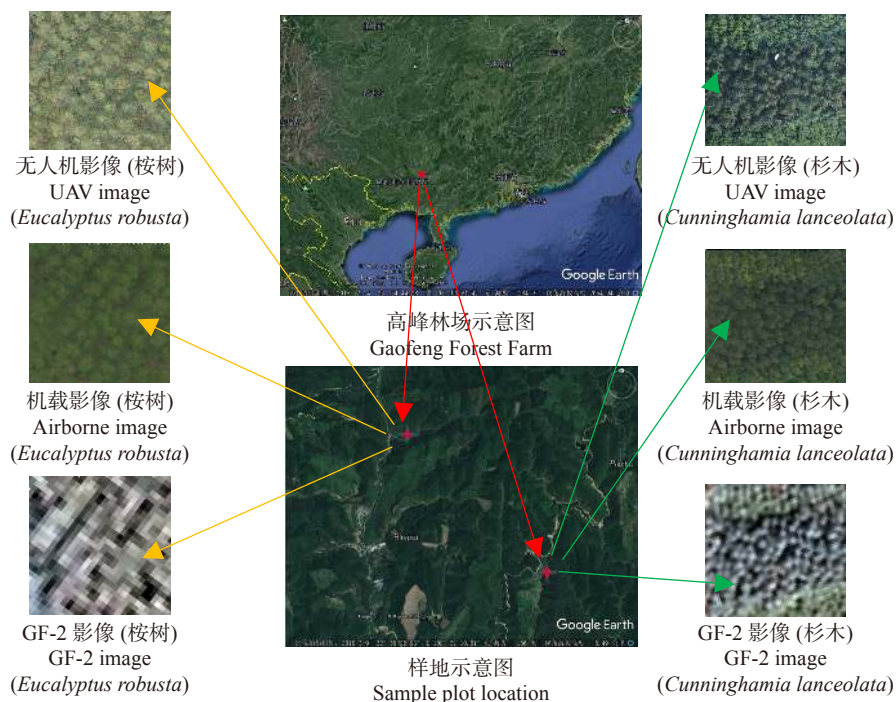 无人机影像 (桉树)
UAV image
(Eucalyptus robusta)
机载影像 (桉树)
Airborne image
(Eucalyptus robusta)
GF-2 影像 (桉树)
GF-2 image
(Eucalyptus robusta)
Google Earth
高峰林场示意图
Gaofeng Forest Farm
Google Earth
样地示意图
Sample plot location
无人机影像 (杉木)
UAV image
(Cunninghamia lanceolata)
机载影像 (杉木)
Airborne image
(Cunninghamia lanceolata)
GF-2 影像 (杉木)
GF-2 image
(Cunninghamia lanceolata)